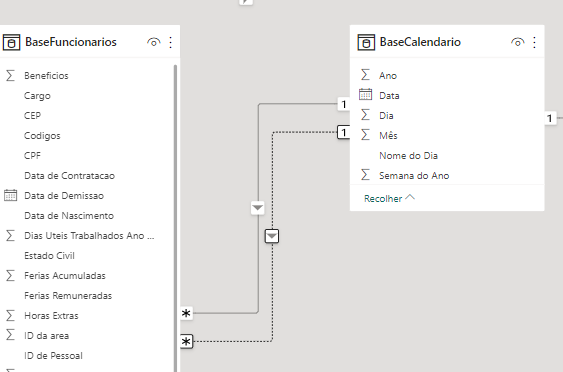 BaseFuncionarios
Beneficios
Cargo
CEP
Codigos
CPF
Data de Contratacao
Data de Demissao
Data de Nascimento
Dias Uteis Trabalhados Ano ...
Estado Civil
Ferias Acumuladas
Ferias Remuneradas
Horas Extras
ID da area
ID de Pessoal
1
1
*
*
BaseCalendario
Ano
Data
Dia
Mês
Nome do Dia
Semana do Ano
Recolher
1